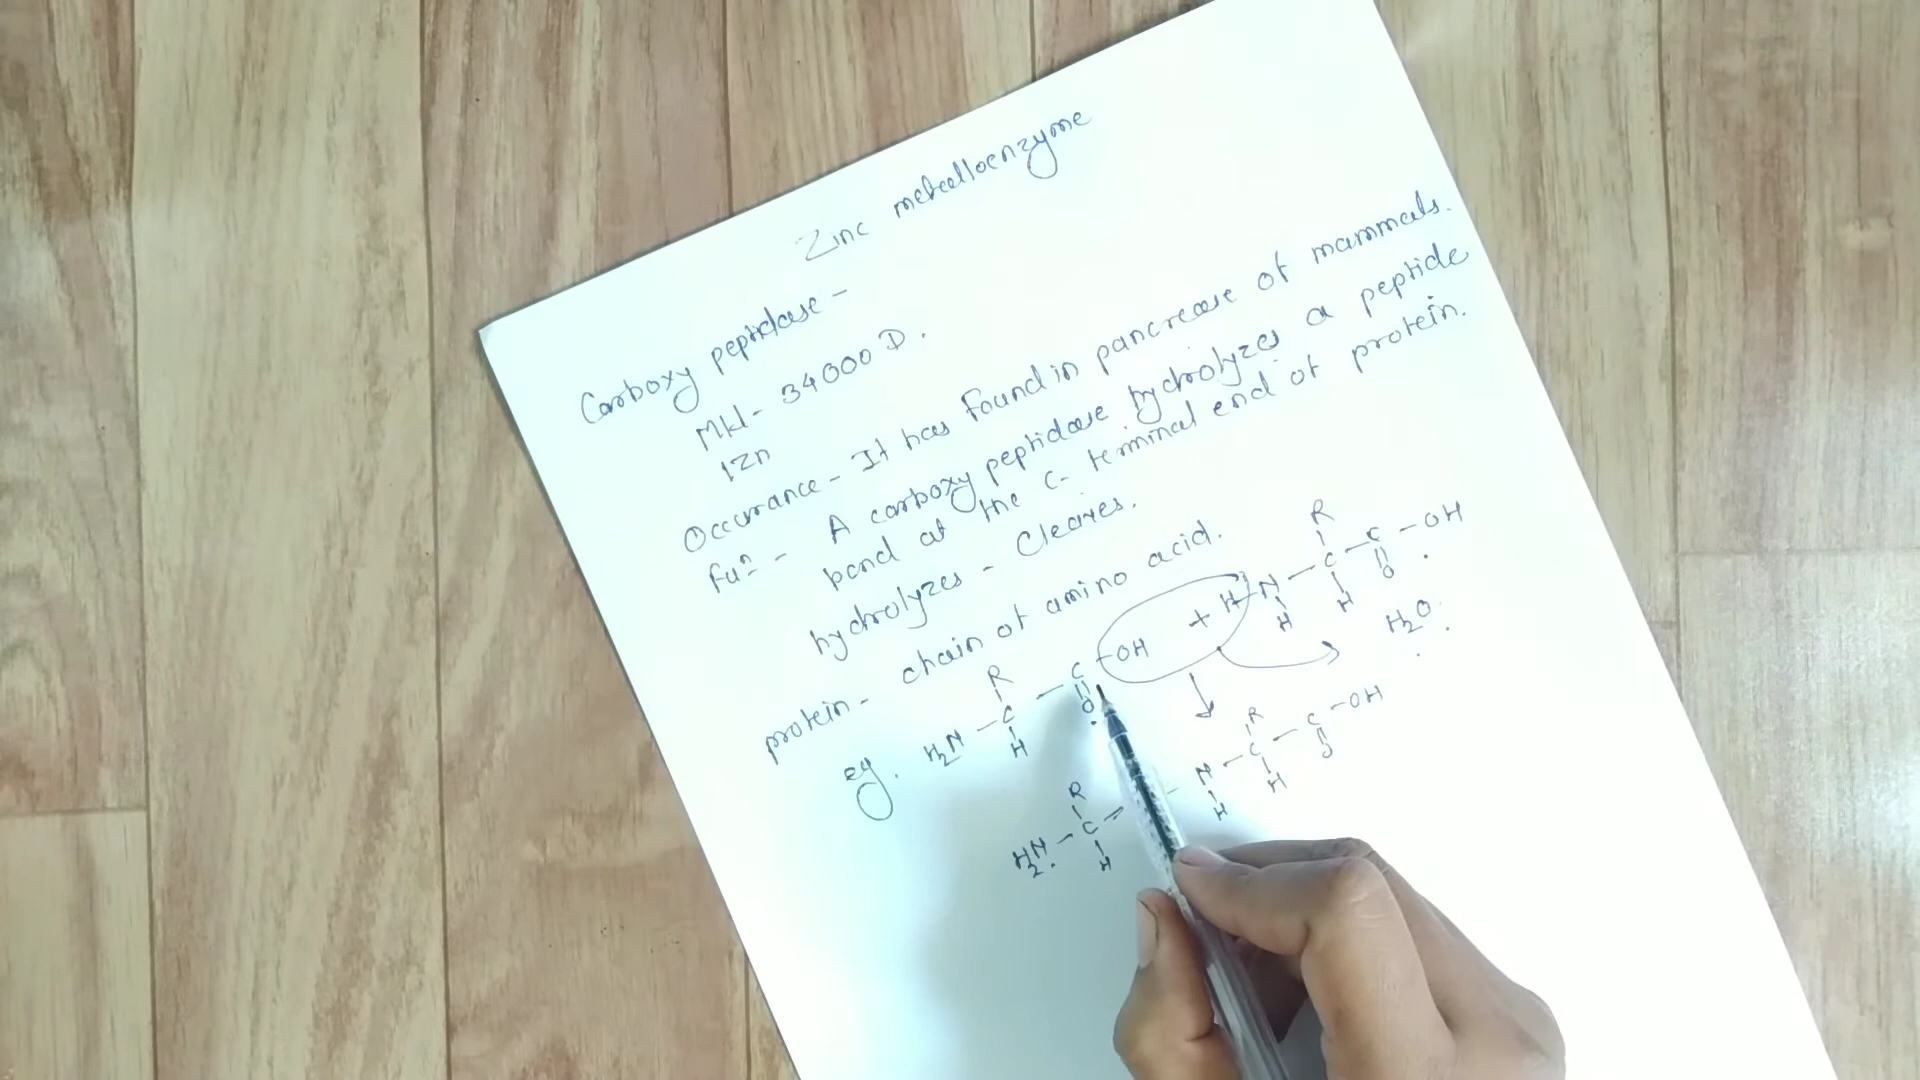 Zinc metalloenzyme
Carboxy peptidase -
MW - 34000 D.
1Zn
Occurrance - It has found in pancrease of mammals.
Fuⁿ - A carboxy peptidase hydrolyzes a peptide
bond at the C- terminal end of protein.
hydrolyzes - Cleaves.
protein - chain of amino acid.
R R
eg. H2N - C - C - OH + H - N - C - C - OH
H O H H O
H2O
R R
H2N - C - N - C - C - OH
H H H O